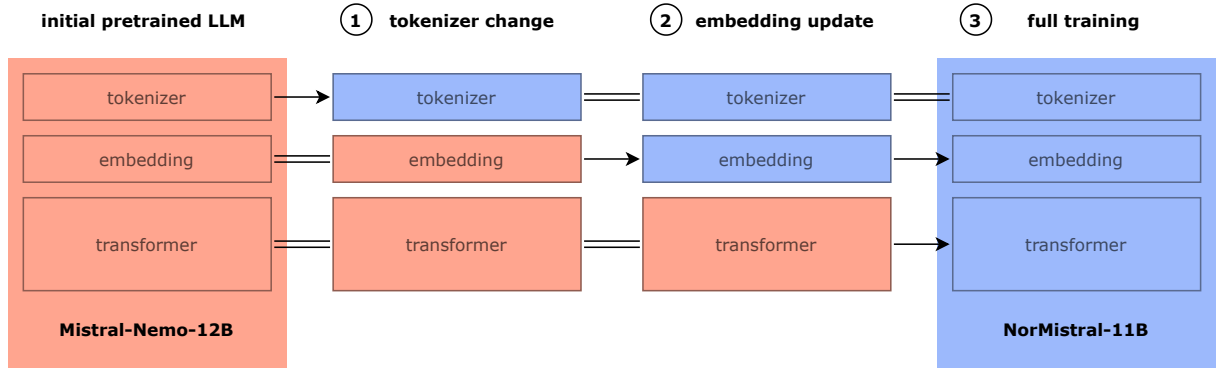 initial pretrained LLM
1 tokenizer change
2 embedding update
3 full training
tokenizer
tokenizer
tokenizer
tokenizer
embedding
embedding
embedding
embedding
transformer
transformer
transformer
transformer
Mistral-Nemo-12B
NorMistral-11B